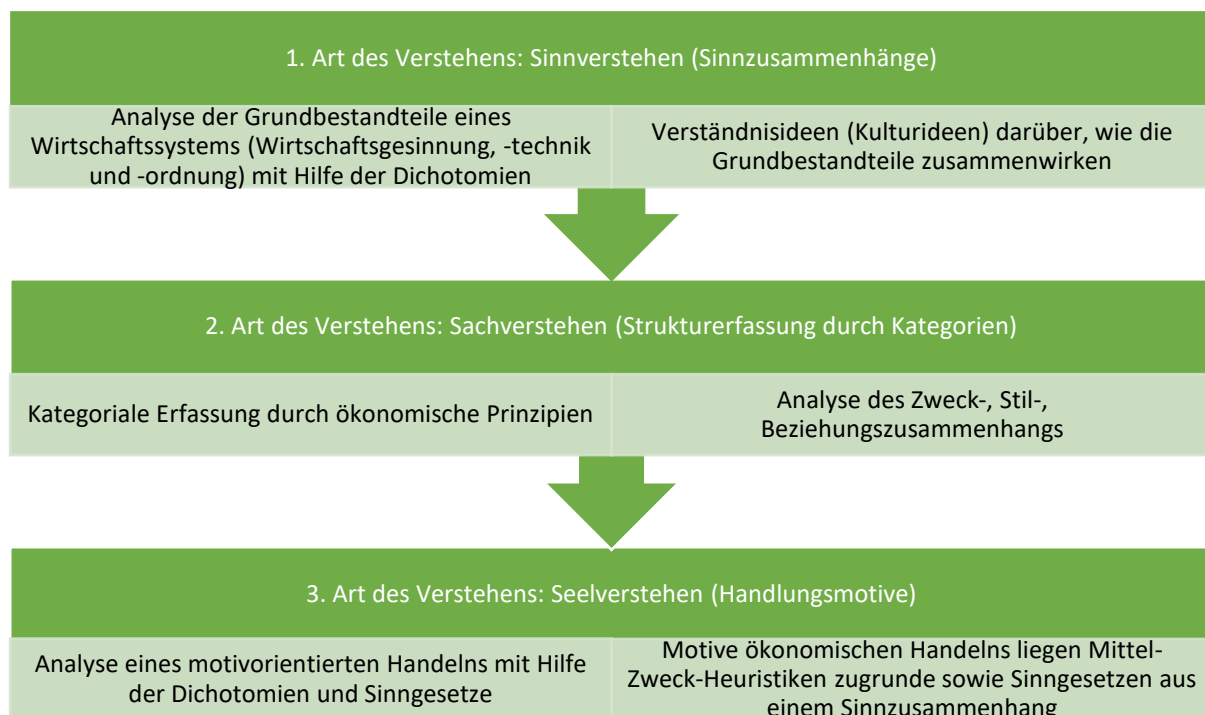 1. Art des Verstehens: Sinnverstehen (Sinnzusammenhänge)
Analyse der Grundbestandteile eines
Wirtschaftssystems (Wirtschaftsgesinnung, -technik
und -ordnung) mit Hilfe der Dichotomien
Verständnisideen (Kulturideen) darüber, wie die
Grundbestandteile zusammenwirken
2. Art des Verstehens: Sachverstehen (Strukturerfassung durch Kategorien)
Kategoriale Erfassung durch ökonomische Prinzipien
Analyse des Zweck-, Stil-,
Beziehungszusammenhangs
3. Art des Verstehens: Seelverstehen (Handlungsmotive)
Analyse eines motivorientierten Handelns mit Hilfe
der Dichotomien und Sinngesetze
Motive ökonomischen Handelns liegen Mittel-
Zweck-Heuristiken zugrunde sowie Sinngesetzen aus
einem Sinnzusammenhang